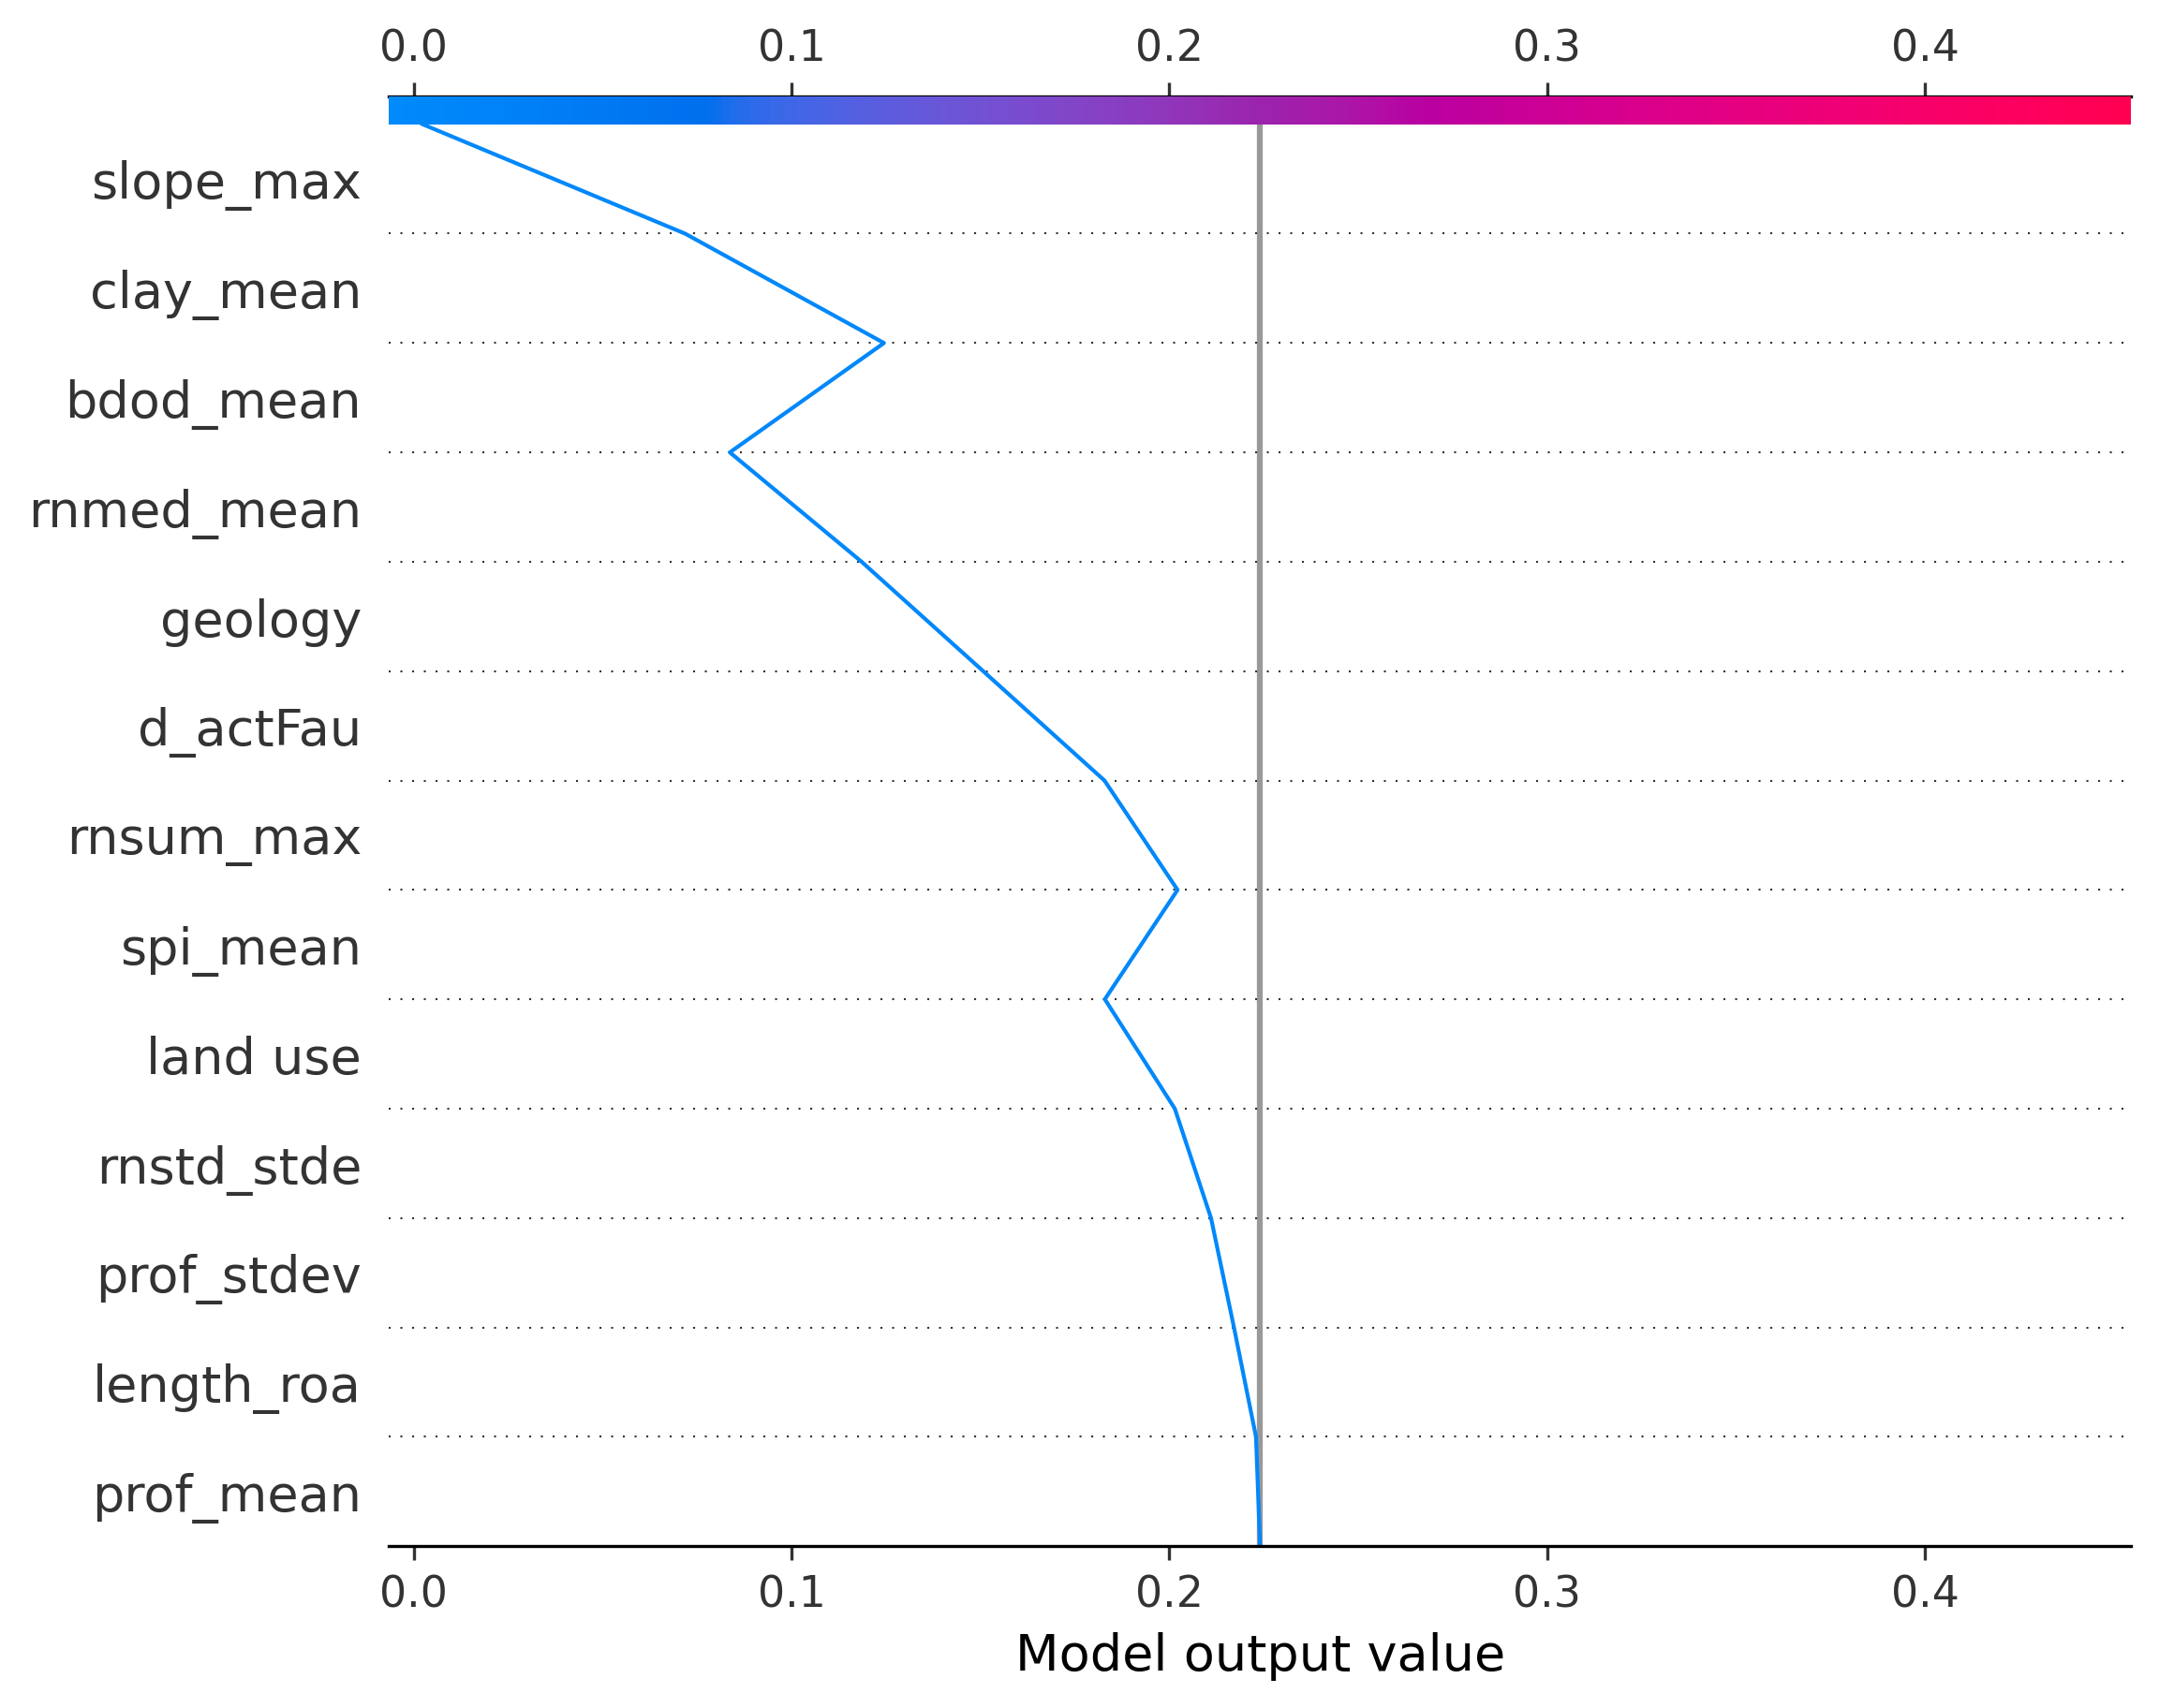 0.0 0.1 0.2 0.3 0.4
slope_max
clay_mean
bdod_mean
rnmed_mean
geology
d_actFau
rnsum_max
spi_mean
land use
rnstd_stde
prof_stdev
length_roa
prof_mean
0.0 0.1 0.2 0.3 0.4
Model output value